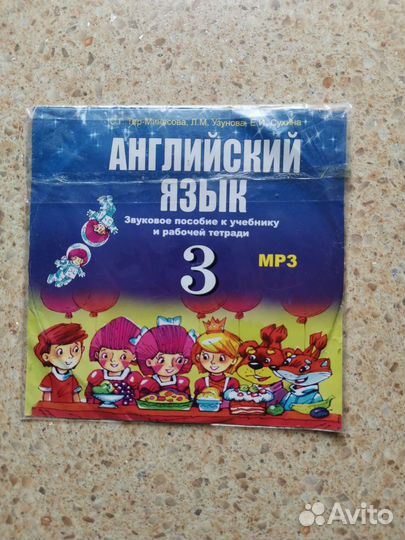 С.Г. Тер-Минасова, Л.М. Узунова, Е.И. Сухина
АНГЛИЙСКИЙ
ЯЗЫК
Звуковое пособие к учебнику
и рабочей тетради
3
MP3
Avito